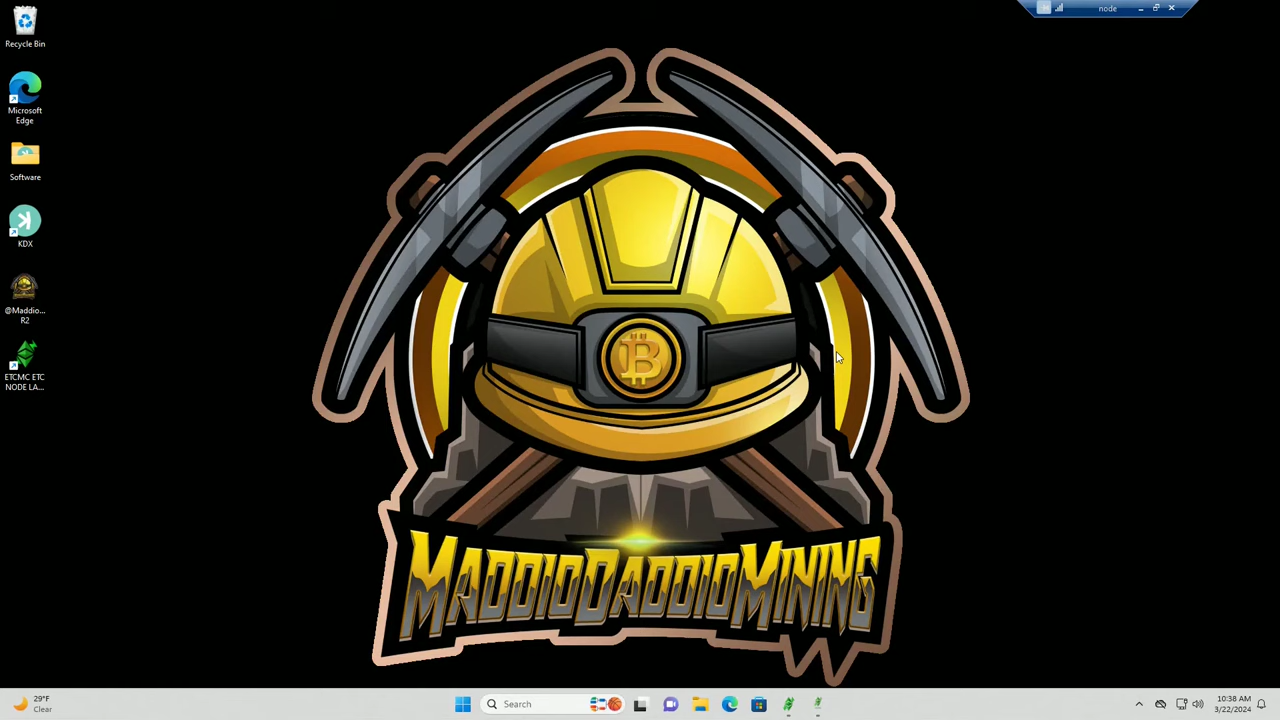 node
Recycle Bin
Microsoft
Edge
Software
KDX
@Maddio...
R2
ETCMC ETC
NODE LA...
MADDIODADDIOMINING
29°F
Clear
Search
10:38 AM
3/22/2024